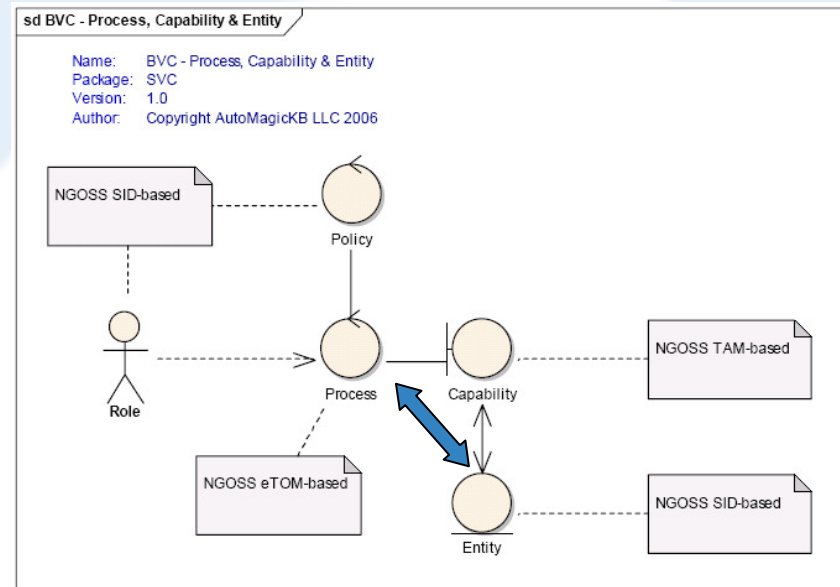 sd BVC - Process, Capability & Entity
Name: BVC - Process, Capability & Entity
Package: SVC
Version: 1.0
Author: Copyright AutoMagicKB LLC 2006
NGOSS SID-based
Policy
Role
Process
Capability
NGOSS TAM-based
NGOSS eTOM-based
Entity
NGOSS SID-based